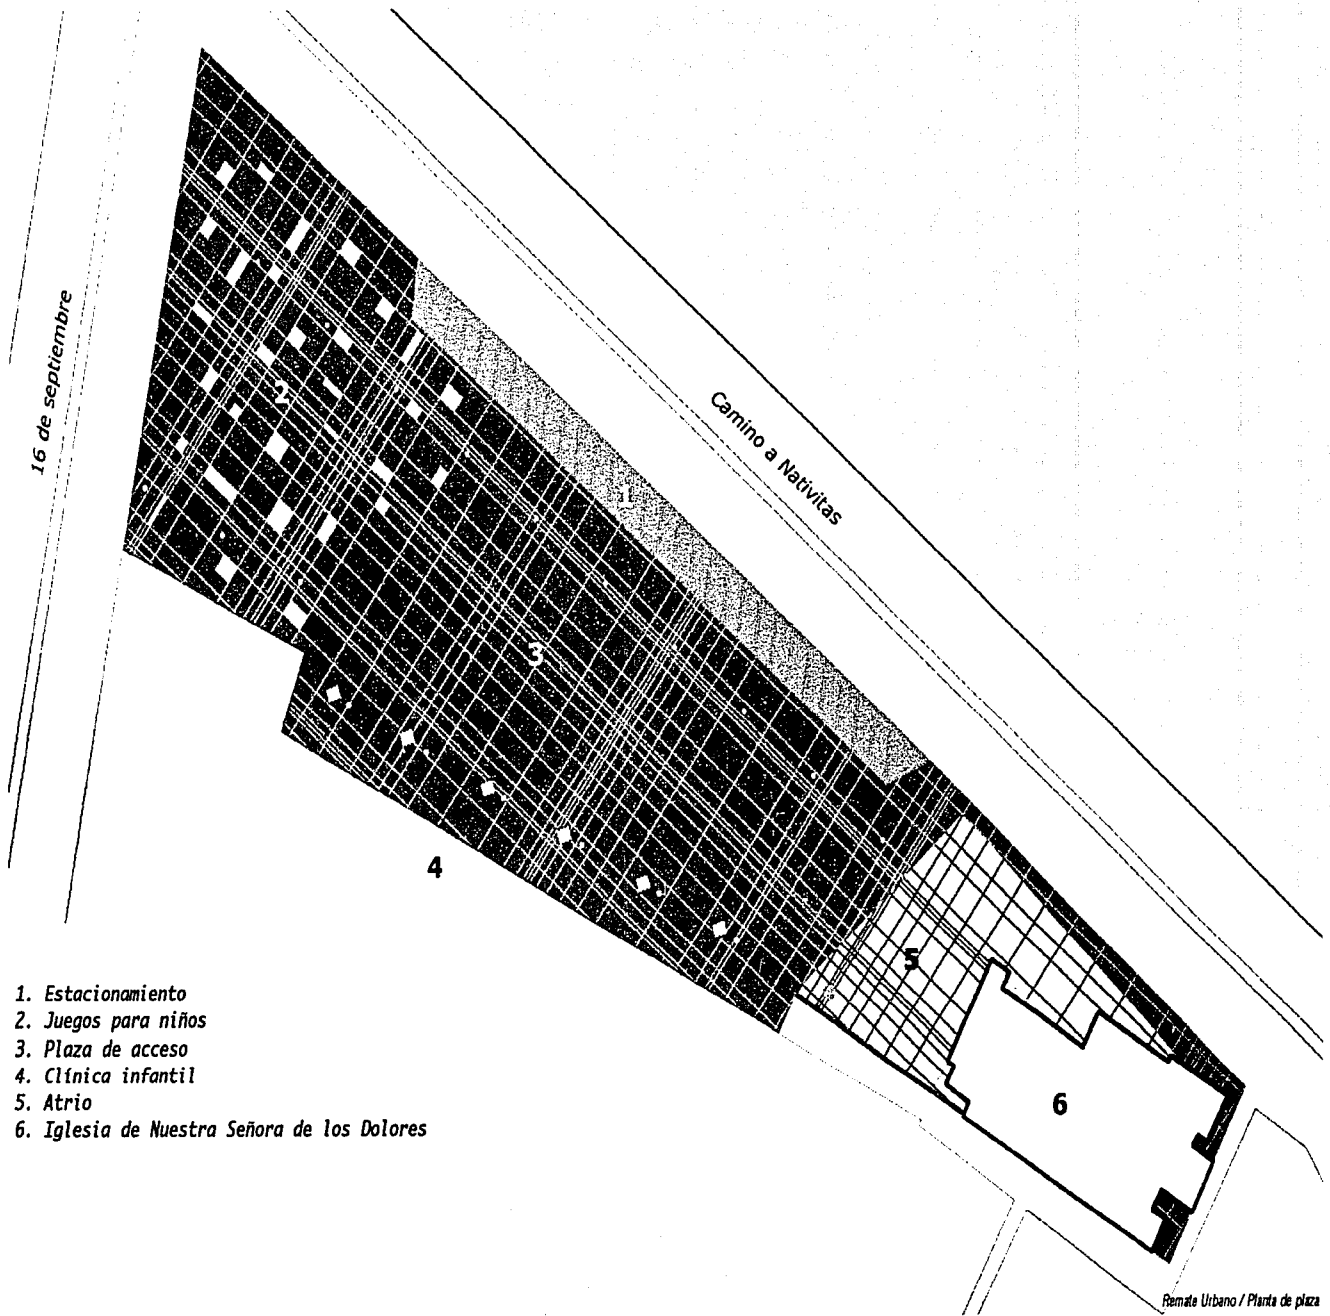 16 de septiembre
Camino a Nativitas
1
2
3
4
5
6
1. Estacionamiento
2. Juegos para niños
3. Plaza de acceso
4. Clínica infantil
5. Atrio
6. Iglesia de Nuestra Señora de los Dolores
Remate Urbano / Planta de plaza